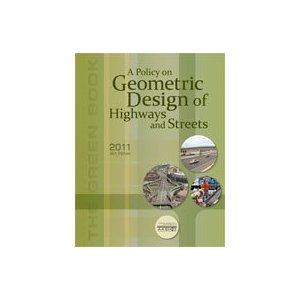 A Policy on
Geometric
Design of
Highways
and Streets
2011
6th Edition
THE GREEN BOOK